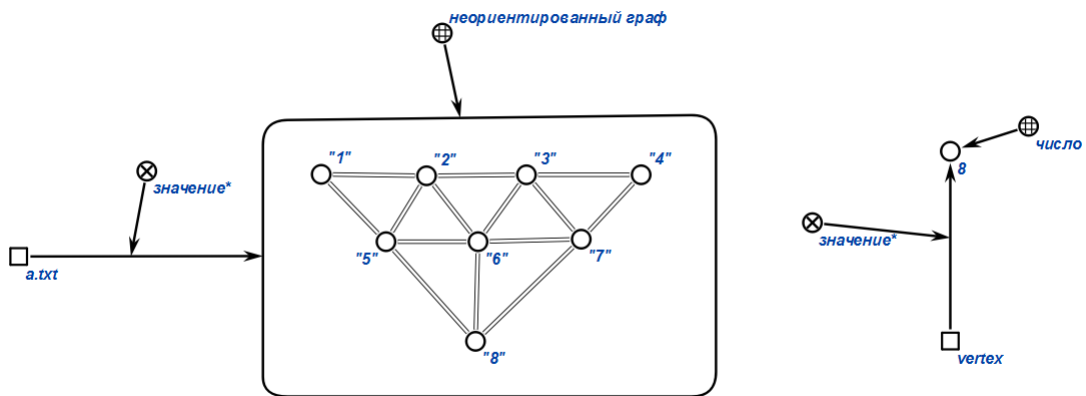 неориентированный граф
"1"
"2"
"3"
"4"
число
8
значение*
значение*
"5"
"6"
"7"
a.txt
"8"
vertex